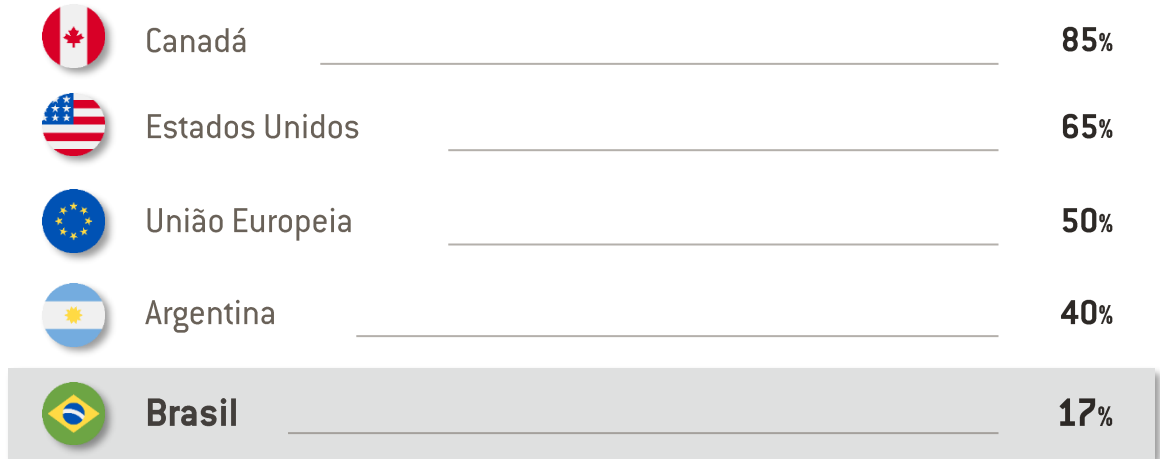 Canadá 85%
Estados Unidos 65%
União Europeia 50%
Argentina 40%
Brasil 17%